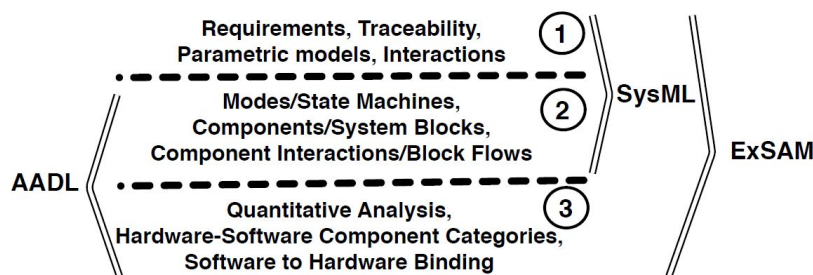 Requirements, Traceability,
Parametric models, Interactions
1
Modes/State Machines,
Components/System Blocks,
Component Interactions/Block Flows
2
SysML
ExSAM
AADL
Quantitative Analysis,
Hardware-Software Component Categories,
Software to Hardware Binding
3